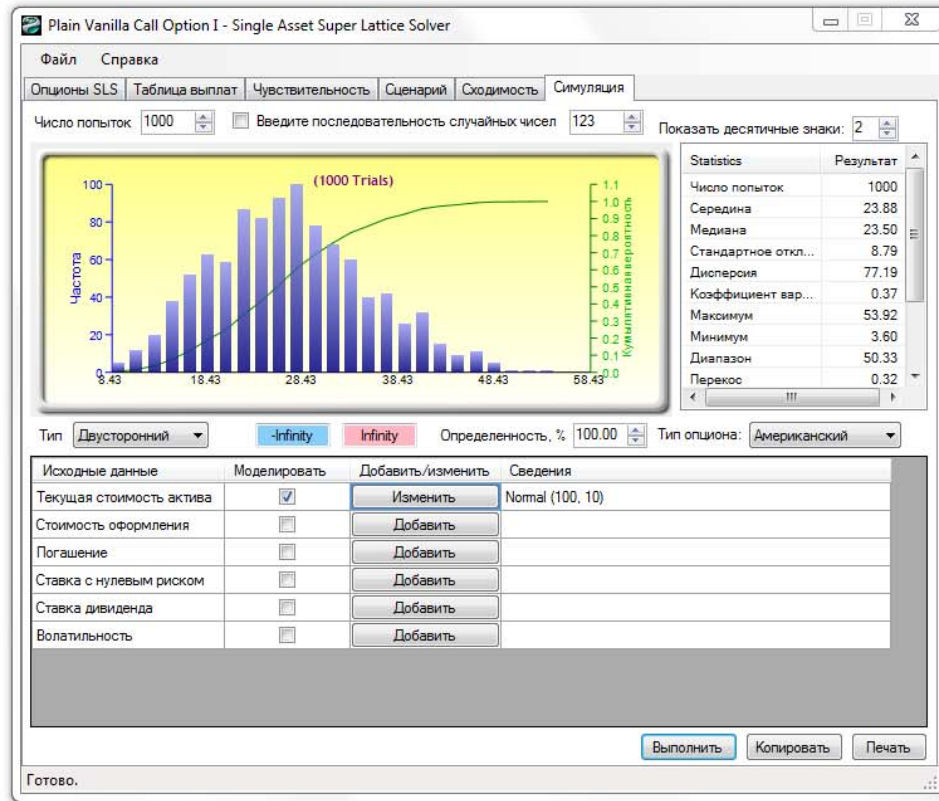 Plain Vanilla Call Option I - Single Asset Super Lattice Solver
Файл Справка
Опционы SLS Таблица выплат Чувствительность Сценарий Сходимость Симуляция
Число попыток 1000 Введите последовательность случайных чисел 123 Показать десятичные знаки: 2
(1000 Trials)
Частота
100
80
60
40
20
0
8.43 18.43 28.43 38.43 48.43 58.43
1.1
1.0
0.9
0.8
0.7
0.6
0.5
0.4
0.3
0.2
0.1
0.0
Кумулятивная вероятность
Statistics Результат
Число попыток 1000
Середина 23.88
Медиана 23.50
Стандартное откл... 8.79
Дисперсия 77.19
Коэффициент вар... 0.37
Максимум 53.92
Минимум 3.60
Диапазон 50.33
Перекос 0.32
Тип Двусторонний -Infinity Infinity Определенность, % 100.00 Тип опциона: Американский
Исходные данные Моделировать Добавить/изменить Сведения
Текущая стоимость актива Изменить Normal (100, 10)
Стоимость оформления Добавить
Погашение Добавить
Ставка с нулевым риском Добавить
Ставка дивиденда Добавить
Волатильность Добавить
Выполнить Копировать Печать
Готово.